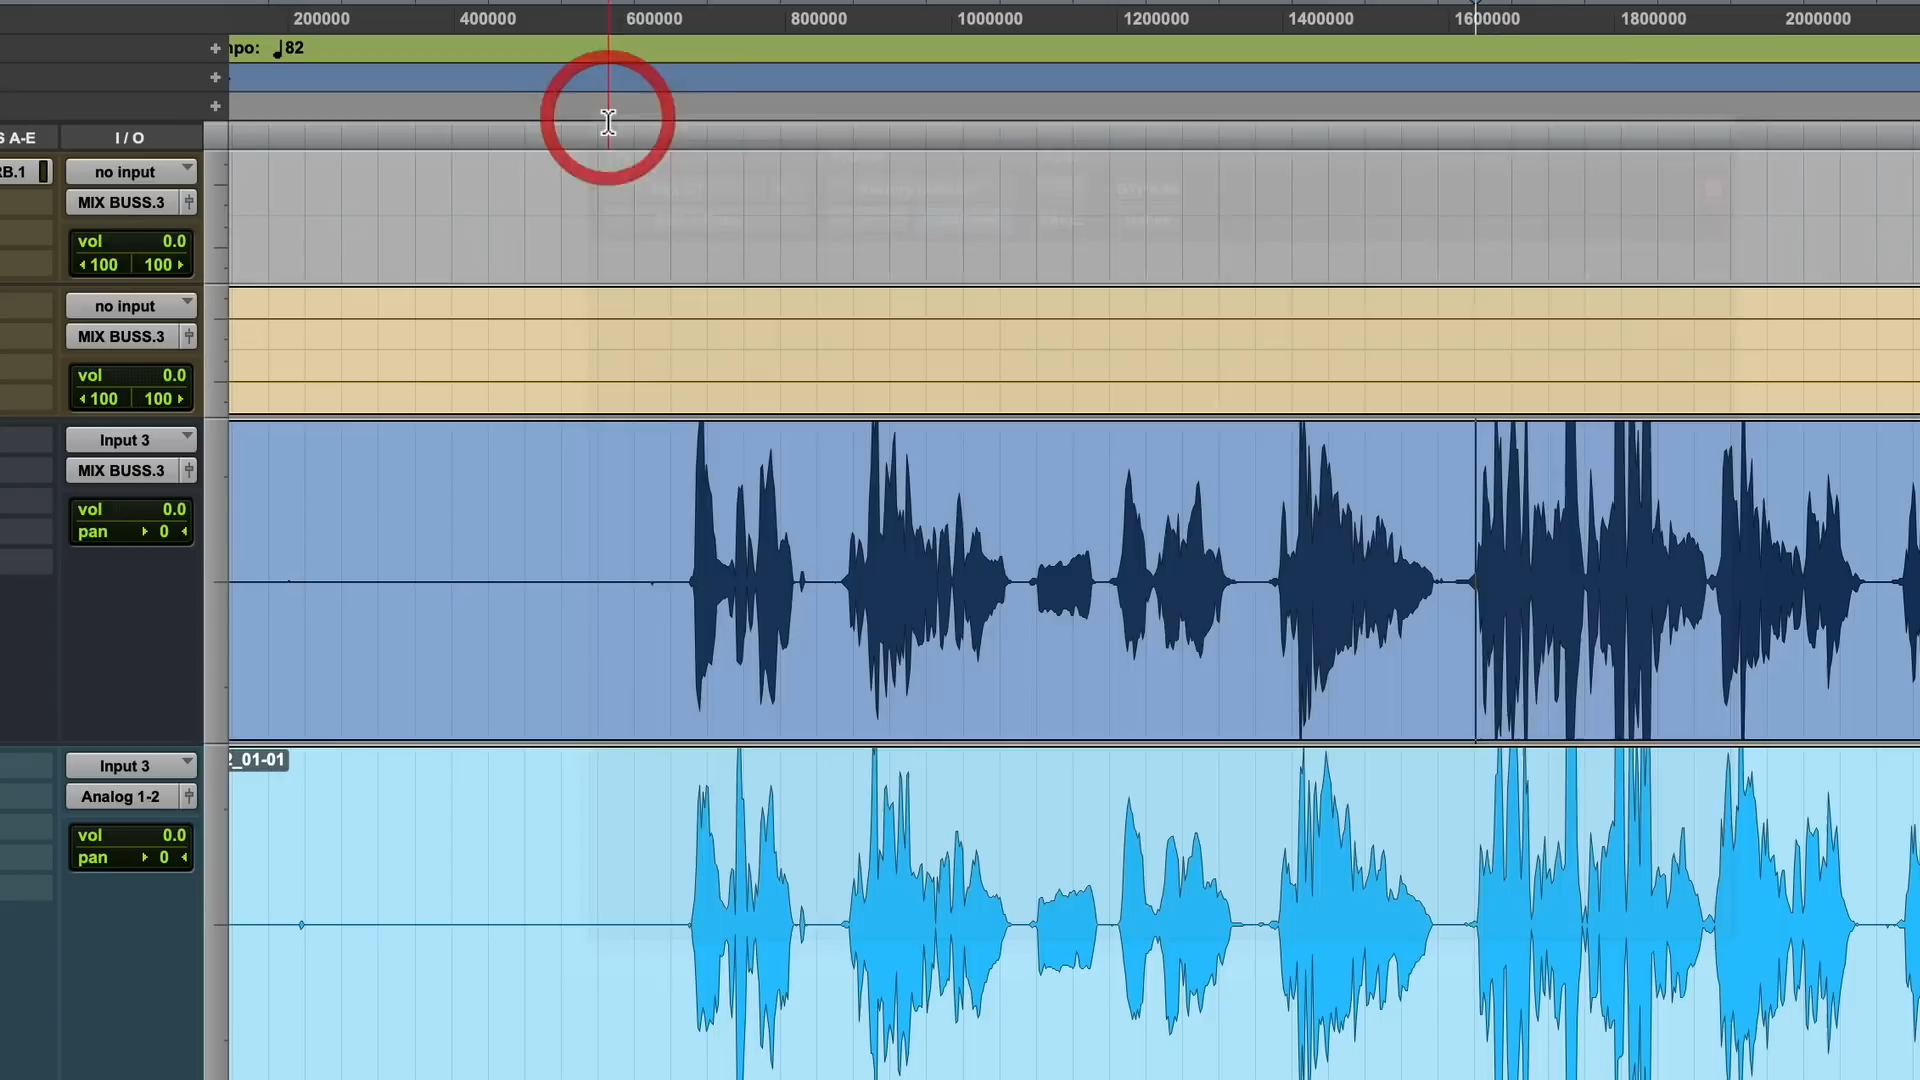 200000 400000 600000 800000 1000000 1200000 1400000 1600000 1800000 2000000
npo: 82
S A-E I / O
RB.1 no input
MIX BUSS.3
vol 0.0
100 100
no input
MIX BUSS.3
vol 0.0
100 100
Input 3
MIX BUSS.3
vol 0.0
pan 0
2_01-01
Input 3
Analog 1-2
vol 0.0
pan 0